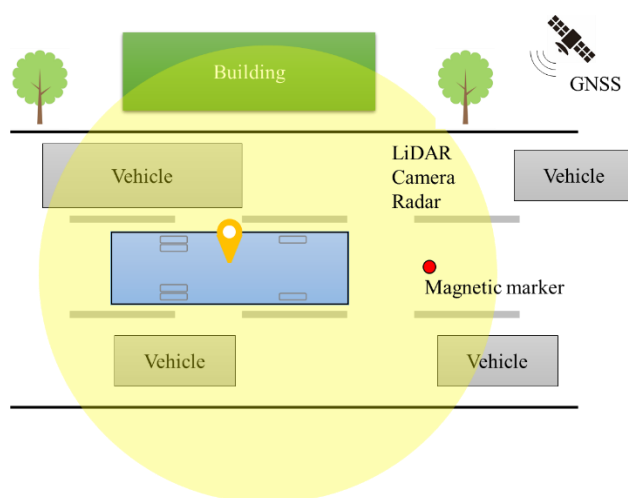 Building
GNSS
LiDAR
Camera
Radar
Vehicle
Vehicle
Magnetic marker
Vehicle
Vehicle